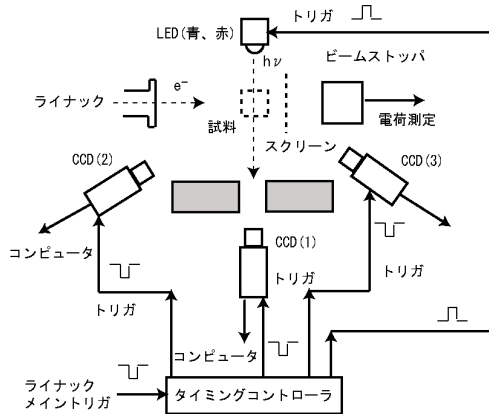 トリガ
LED(青、赤)
ビームストッパ
hν
e⁻
ライナック
試料
電荷測定
スクリーン
CCD(2)
CCD(3)
CCD(1)
コンピュータ
トリガ
トリガ
トリガ
コンピュータ
ライナック
メイントリガ
タイミングコントローラ